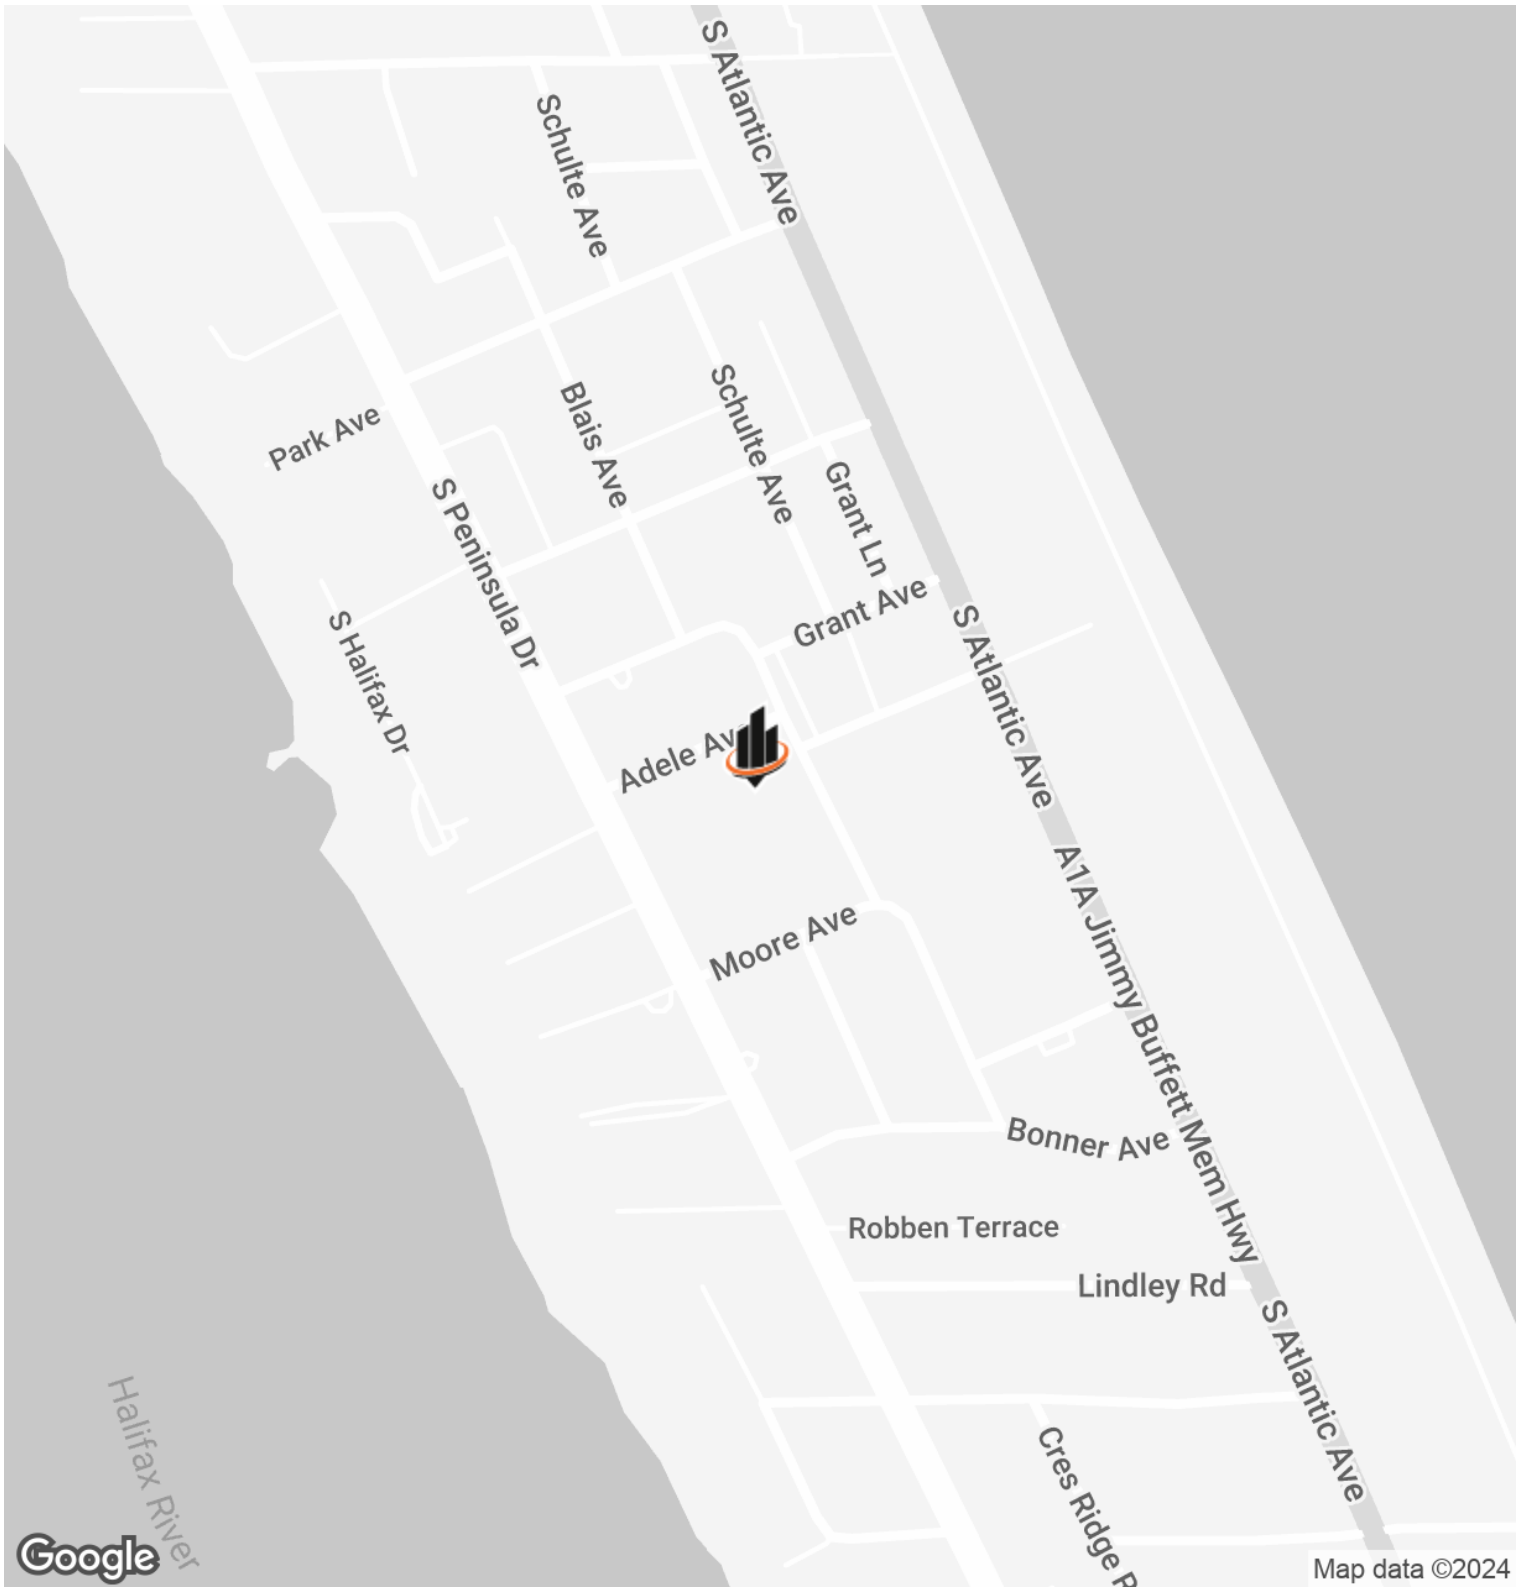 S Atlantic Ave
Schulte Ave
Park Ave
Blais Ave
Schulte Ave
Grant Ln
S Peninsula Dr
Grant Ave
S Halifax Dr
S Atlantic Ave
Adele Av
A1A Jimmy Buffett Mem Hwy
Moore Ave
Bonner Ave
Robben Terrace
Lindley Rd
S Atlantic Ave
Halifax River
Cres Ridge R
Google
Map data ©2024